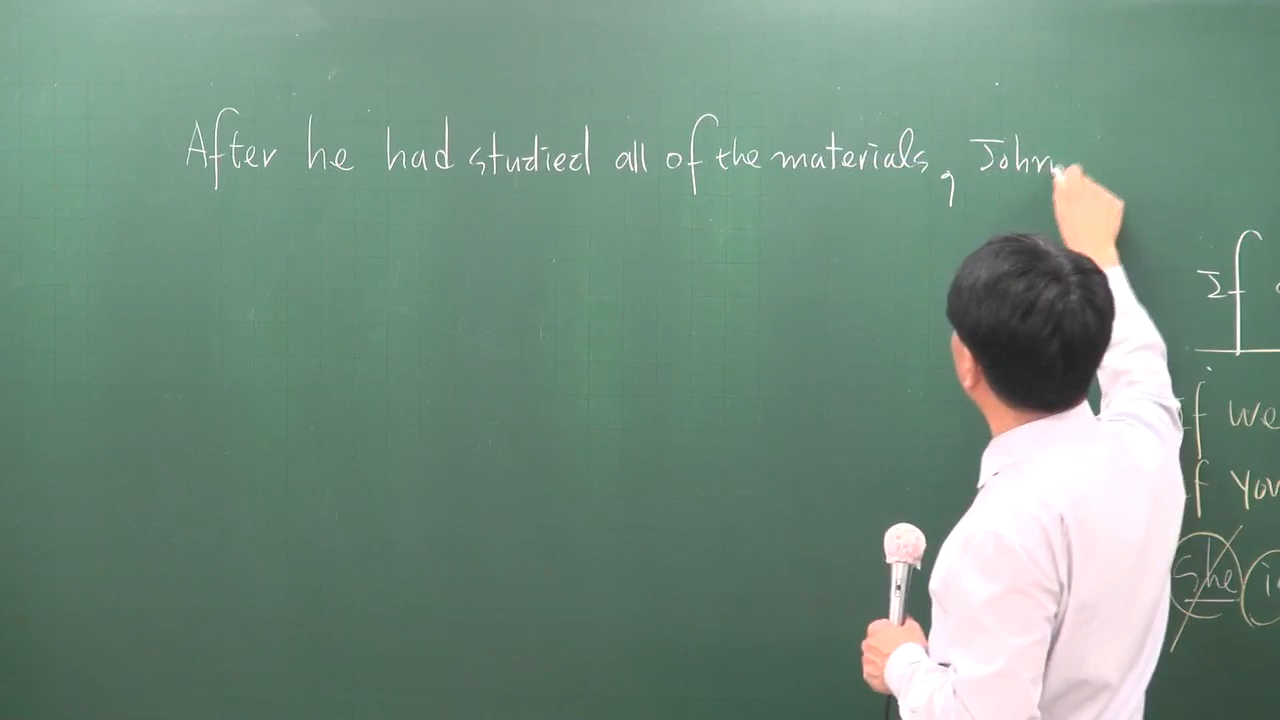 After he had studied all of the materials, John
If
If we
If you
she